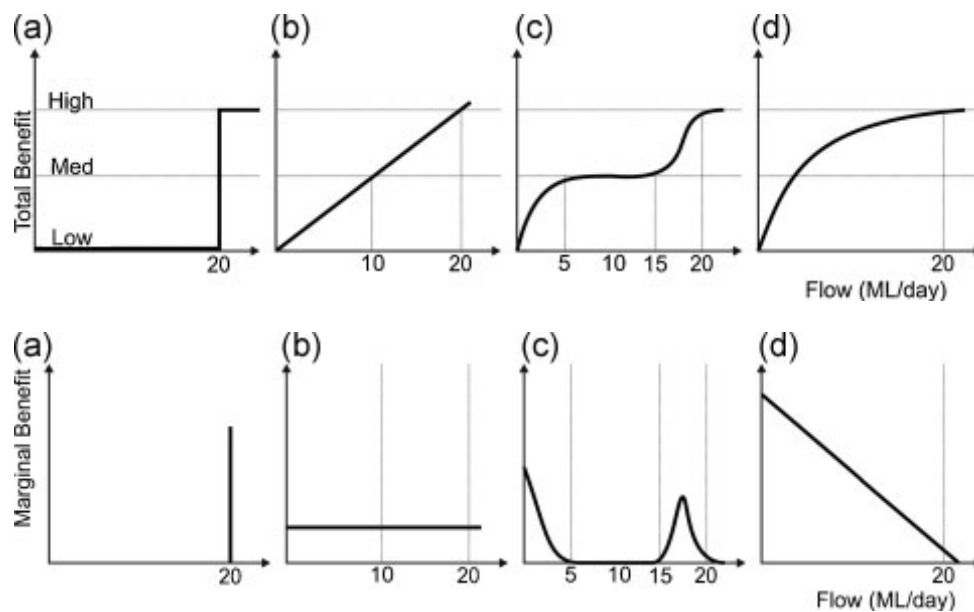 (a) (b) (c) (d)
Total Benefit
High
Med
Low
20
10 20
5 10 15 20
20
Flow (ML/day)
(a) (b) (c) (d)
Marginal Benefit
20
10 20
5 10 15 20
20
Flow (ML/day)